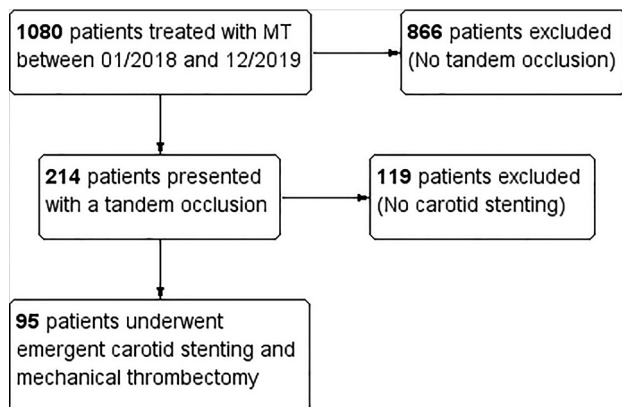 1080 patients treated with MT
between 01/2018 and 12/2019
866 patients excluded
(No tandem occlusion)
214 patients presented
with a tandem occlusion
119 patients excluded
(No carotid stenting)
95 patients underwent
emergent carotid stenting and
mechanical thrombectomy